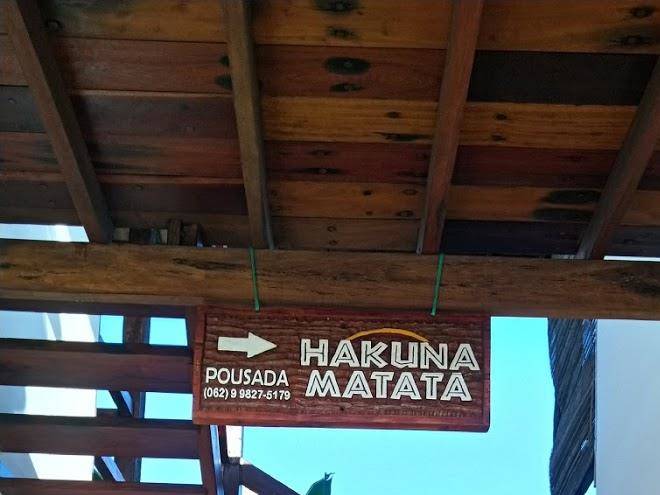 POUSADA
(062) 9 9827-5179
HAKUNA
MATATA